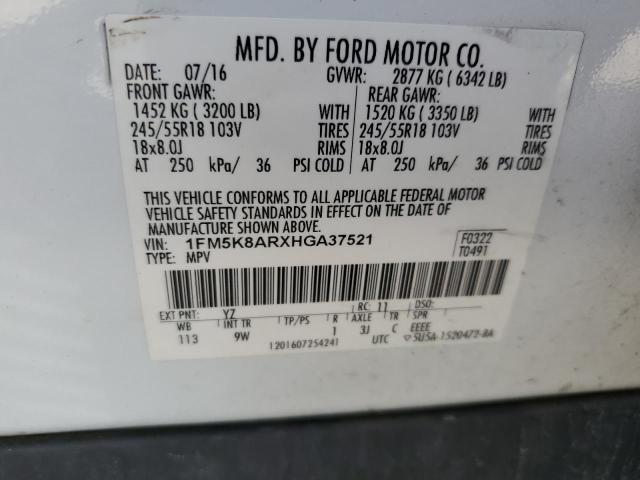 MFD. BY FORD MOTOR CO.
DATE: 07/16 GVWR: 2877 KG ( 6342 LB)
FRONT GAWR: REAR GAWR:
1452 KG ( 3200 LB) WITH 1520 KG ( 3350 LB) WITH
245/55R18 103V TIRES 245/55R18 103V TIRES
18x8.0J RIMS 18x8.0J RIMS
AT 250 kPa/ 36 PSI COLD AT 250 kPa/ 36 PSI COLD
THIS VEHICLE CONFORMS TO ALL APPLICABLE FEDERAL MOTOR
VEHICLE SAFETY STANDARDS IN EFFECT ON THE DATE OF
MANUFACTURE SHOWN ABOVE.
VIN: 1FM5K8ARXHGA37521 F0322
TYPE: MPV T0491
EXT PNT: YZ RC: 11 DSO:
WB INT TR TP/PS R AXLE TR SPR
113 9W 1 3J C EEEE
1201607254241 UTC 5USA-1520472-BA